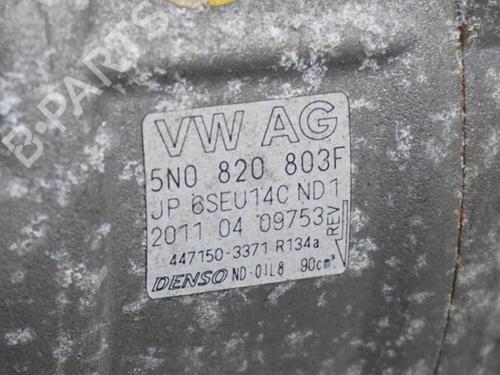 B-PARTS
VW AG
5N0 820 803F
JP 6SEU14C ND1
2011 04 09753
REV
447150-3371 R134a
DENSO ND-OIL8 90cm³